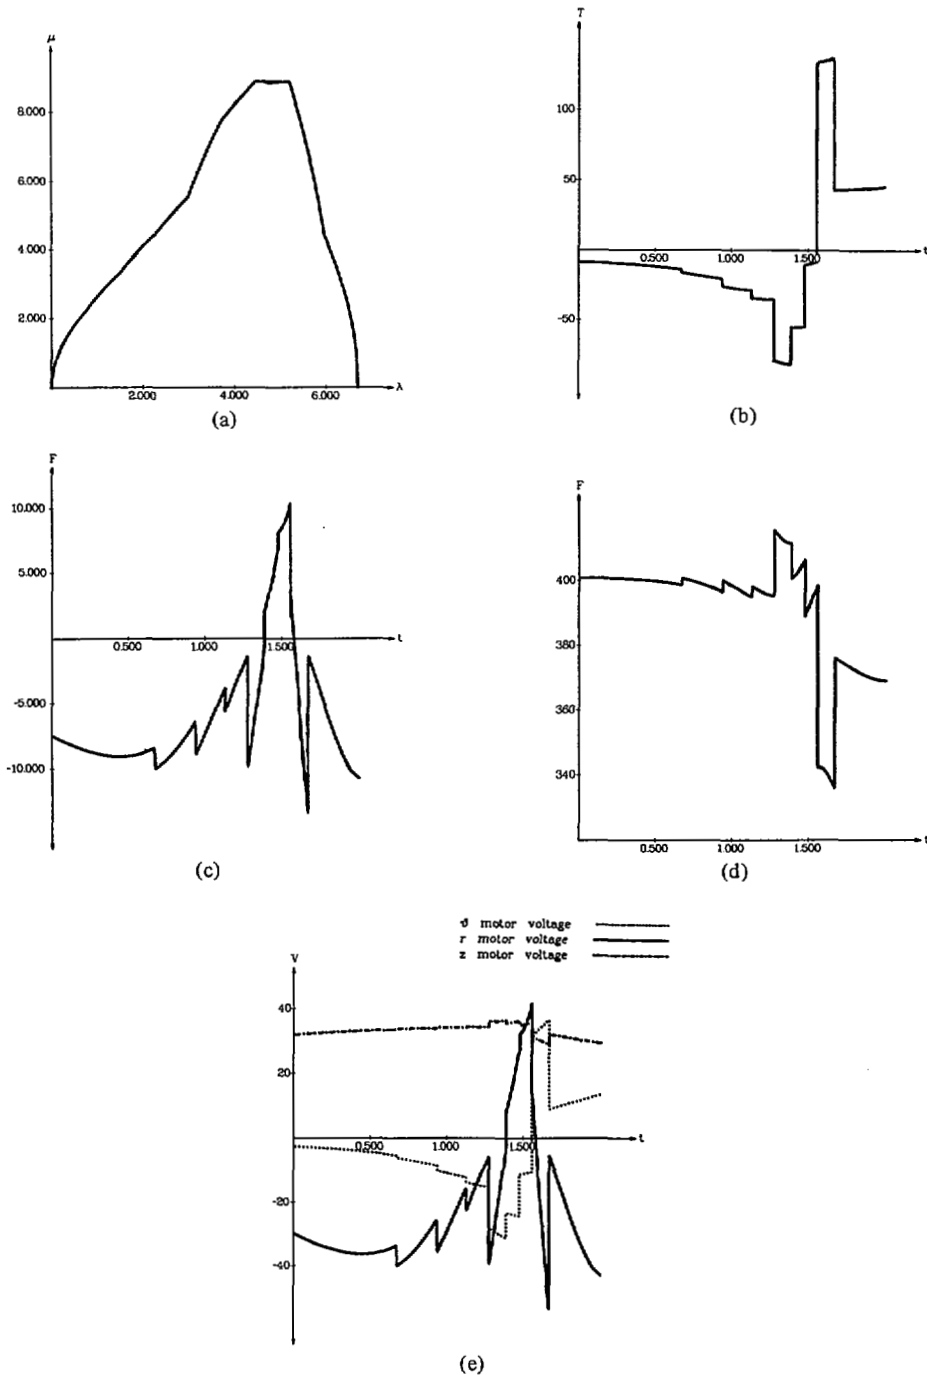 μ
8.000
6.000
4.000
2.000
2.000 4.000 6.000 λ
(a)
T
100
50
0.500 1.000 1.500 t
-50
(b)
F
10.000
5.000
0.500 1.000 1.500 t
-5.000
-10.000
(c)
F
400
380
360
340
0.500 1.000 1.500 t
(d)
ϑ motor voltage
r motor voltage
z motor voltage
V
40
20
0.500 1.000 1.500 t
-20
-40
(e)